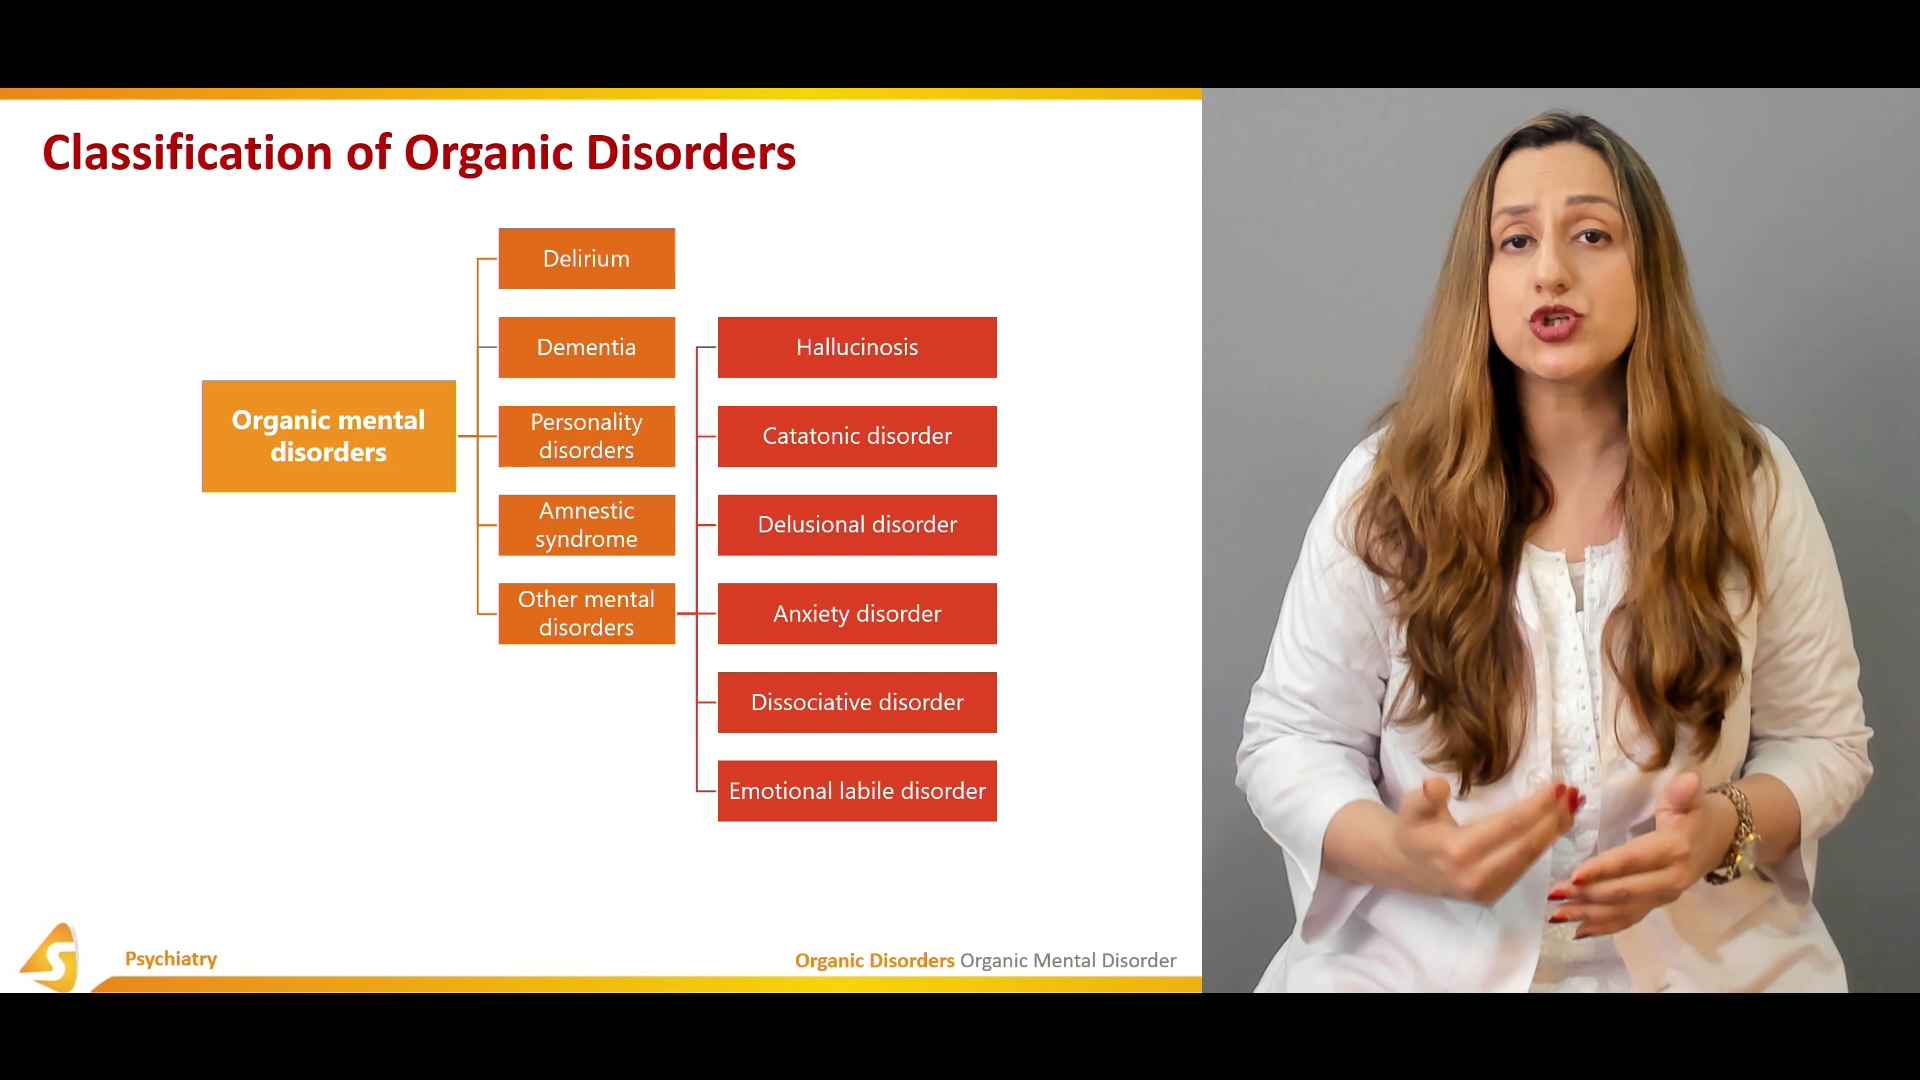 Classification of Organic Disorders
Organic mental
disorders
Delirium
Dementia
Personality
disorders
Amnestic
syndrome
Other mental
disorders
Hallucinosis
Catatonic disorder
Delusional disorder
Anxiety disorder
Dissociative disorder
Emotional labile disorder
S
Psychiatry
Organic Disorders Organic Mental Disorder